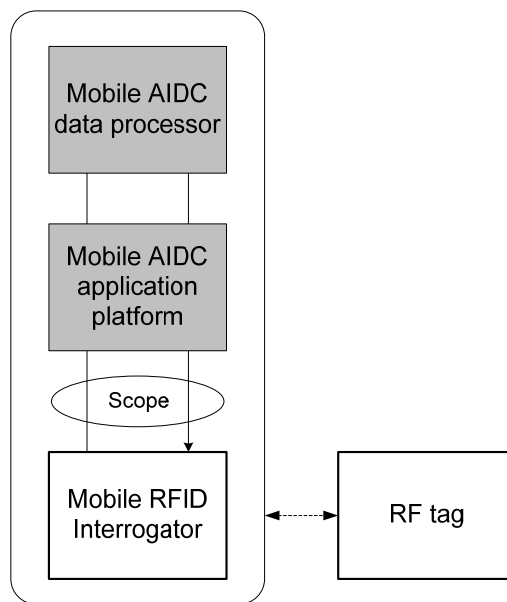 Mobile AIDC
data processor
Mobile AIDC
application
platform
Scope
Mobile RFID
Interrogator
RF tag